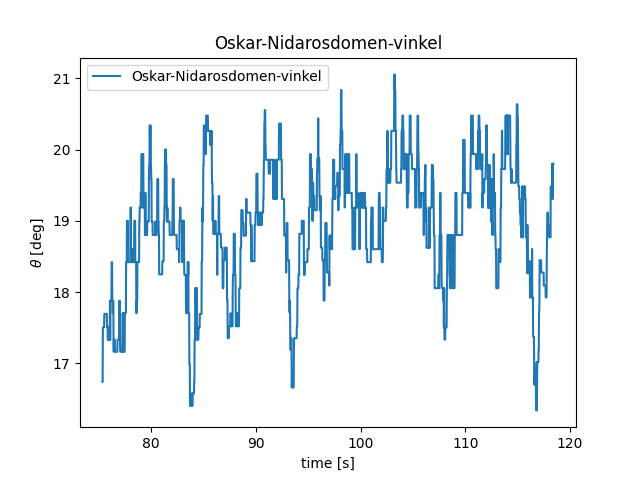 Oskar-Nidarosdomen-vinkel
Oskar-Nidarosdomen-vinkel
21
20
19
18
17
θ [deg]
80 90 100 110 120
time [s]